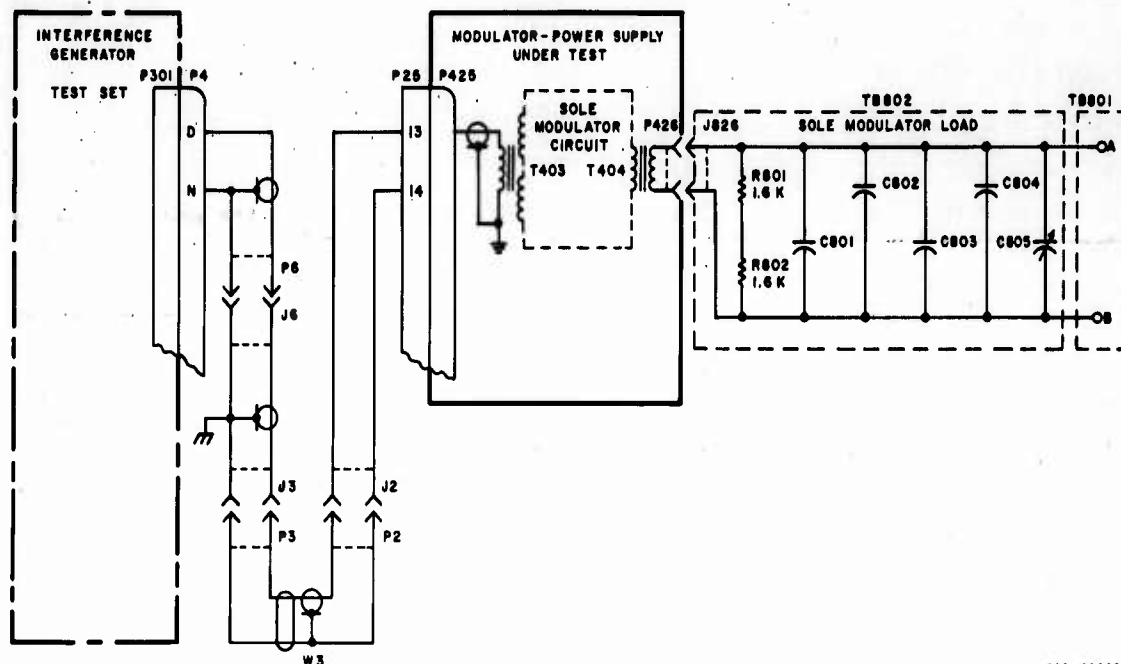 INTERFERENCE
GENERATOR
TEST SET
P301 P4
D
N
P6
J6
J3
P3
J2
P2
W3
MODULATOR-POWER SUPPLY
UNDER TEST
P25 P425
13
14
SOLE
MODULATOR
CIRCUIT
T403 T404
P426
J826
TB802
SOLE MODULATOR LOAD
R801
1.6 K
R802
1.6 K
C801
C802
C803
C804
C805
TB801
A
B